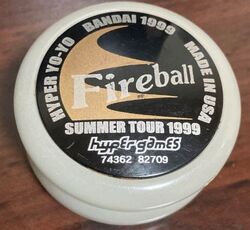 HYPER YO-YO
BANDAI 1999
MADE IN USA
Fireball
SUMMER TOUR 1999
hypEr gamES
74362 82709